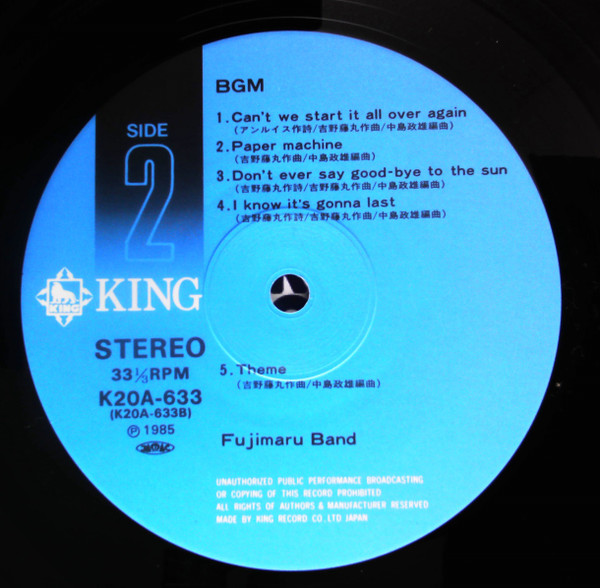 BGM
SIDE
2
1. Can't we start it all over again
(アンルイス作詩/吉野藤丸作曲/中島政雄編曲)
2. Paper machine
(吉野藤丸作曲/中島政雄編曲)
3. Don't ever say good-bye to the sun
(吉野藤丸作詩/吉野藤丸作曲/中島政雄編曲)
4. I know it's gonna last
(吉野藤丸作詩/吉野藤丸作曲/中島政雄編曲)
KING
KING
STEREO
33 1/3 RPM
K20A-633
(K20A-633B)
Ⓟ 1985
5. Theme
(吉野藤丸作曲/中島政雄編曲)
Fujimaru Band
UNAUTHORIZED PUBLIC PERFORMANCE BROADCASTING
OR COPYING OF THIS RECORD PROHIBITED
ALL RIGHTS OF AUTHORS & MANUFACTURER RESERVED
MADE BY KING RECORD CO. LTD JAPAN